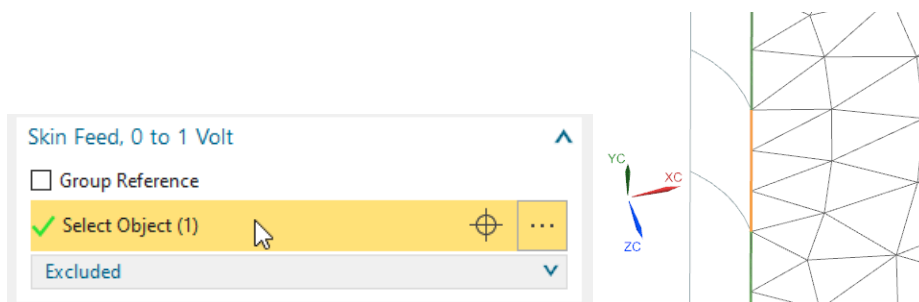 Skin Feed, 0 to 1 Volt
Group Reference
Select Object (1)
...
Excluded
YC
XC
ZC